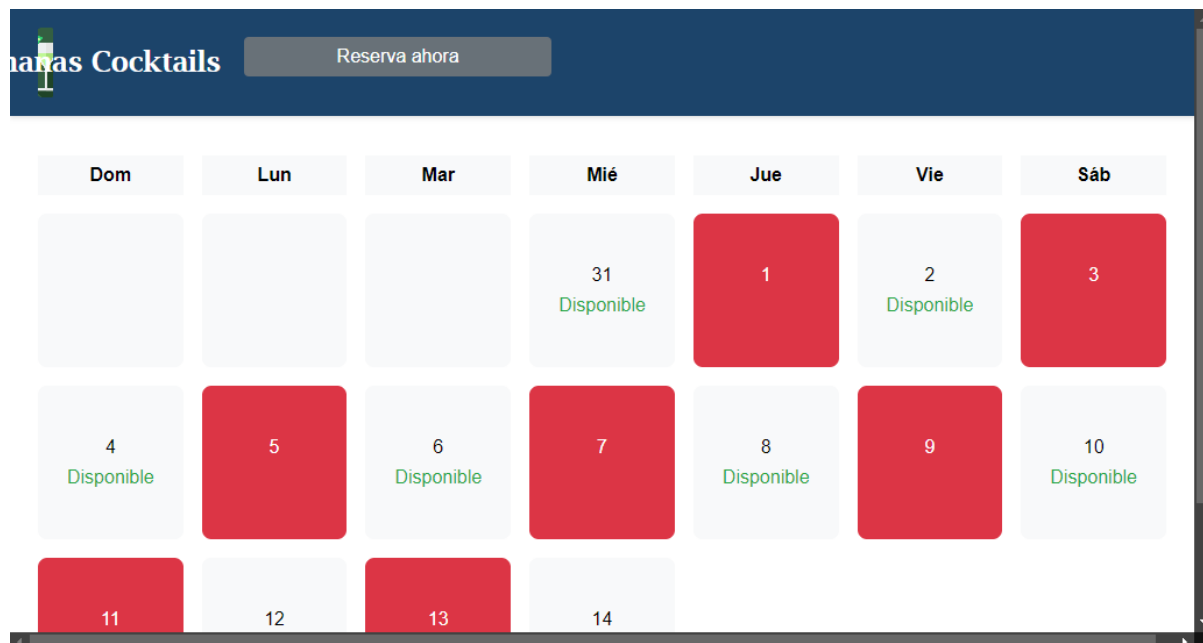 Cocktails
Reserva ahora
Dom Lun Mar Mié Jue Vie Sáb
31 1 2 3
Disponible Disponible
4 5 6 7 8 9 10
Disponible Disponible Disponible Disponible
11 12 13 14